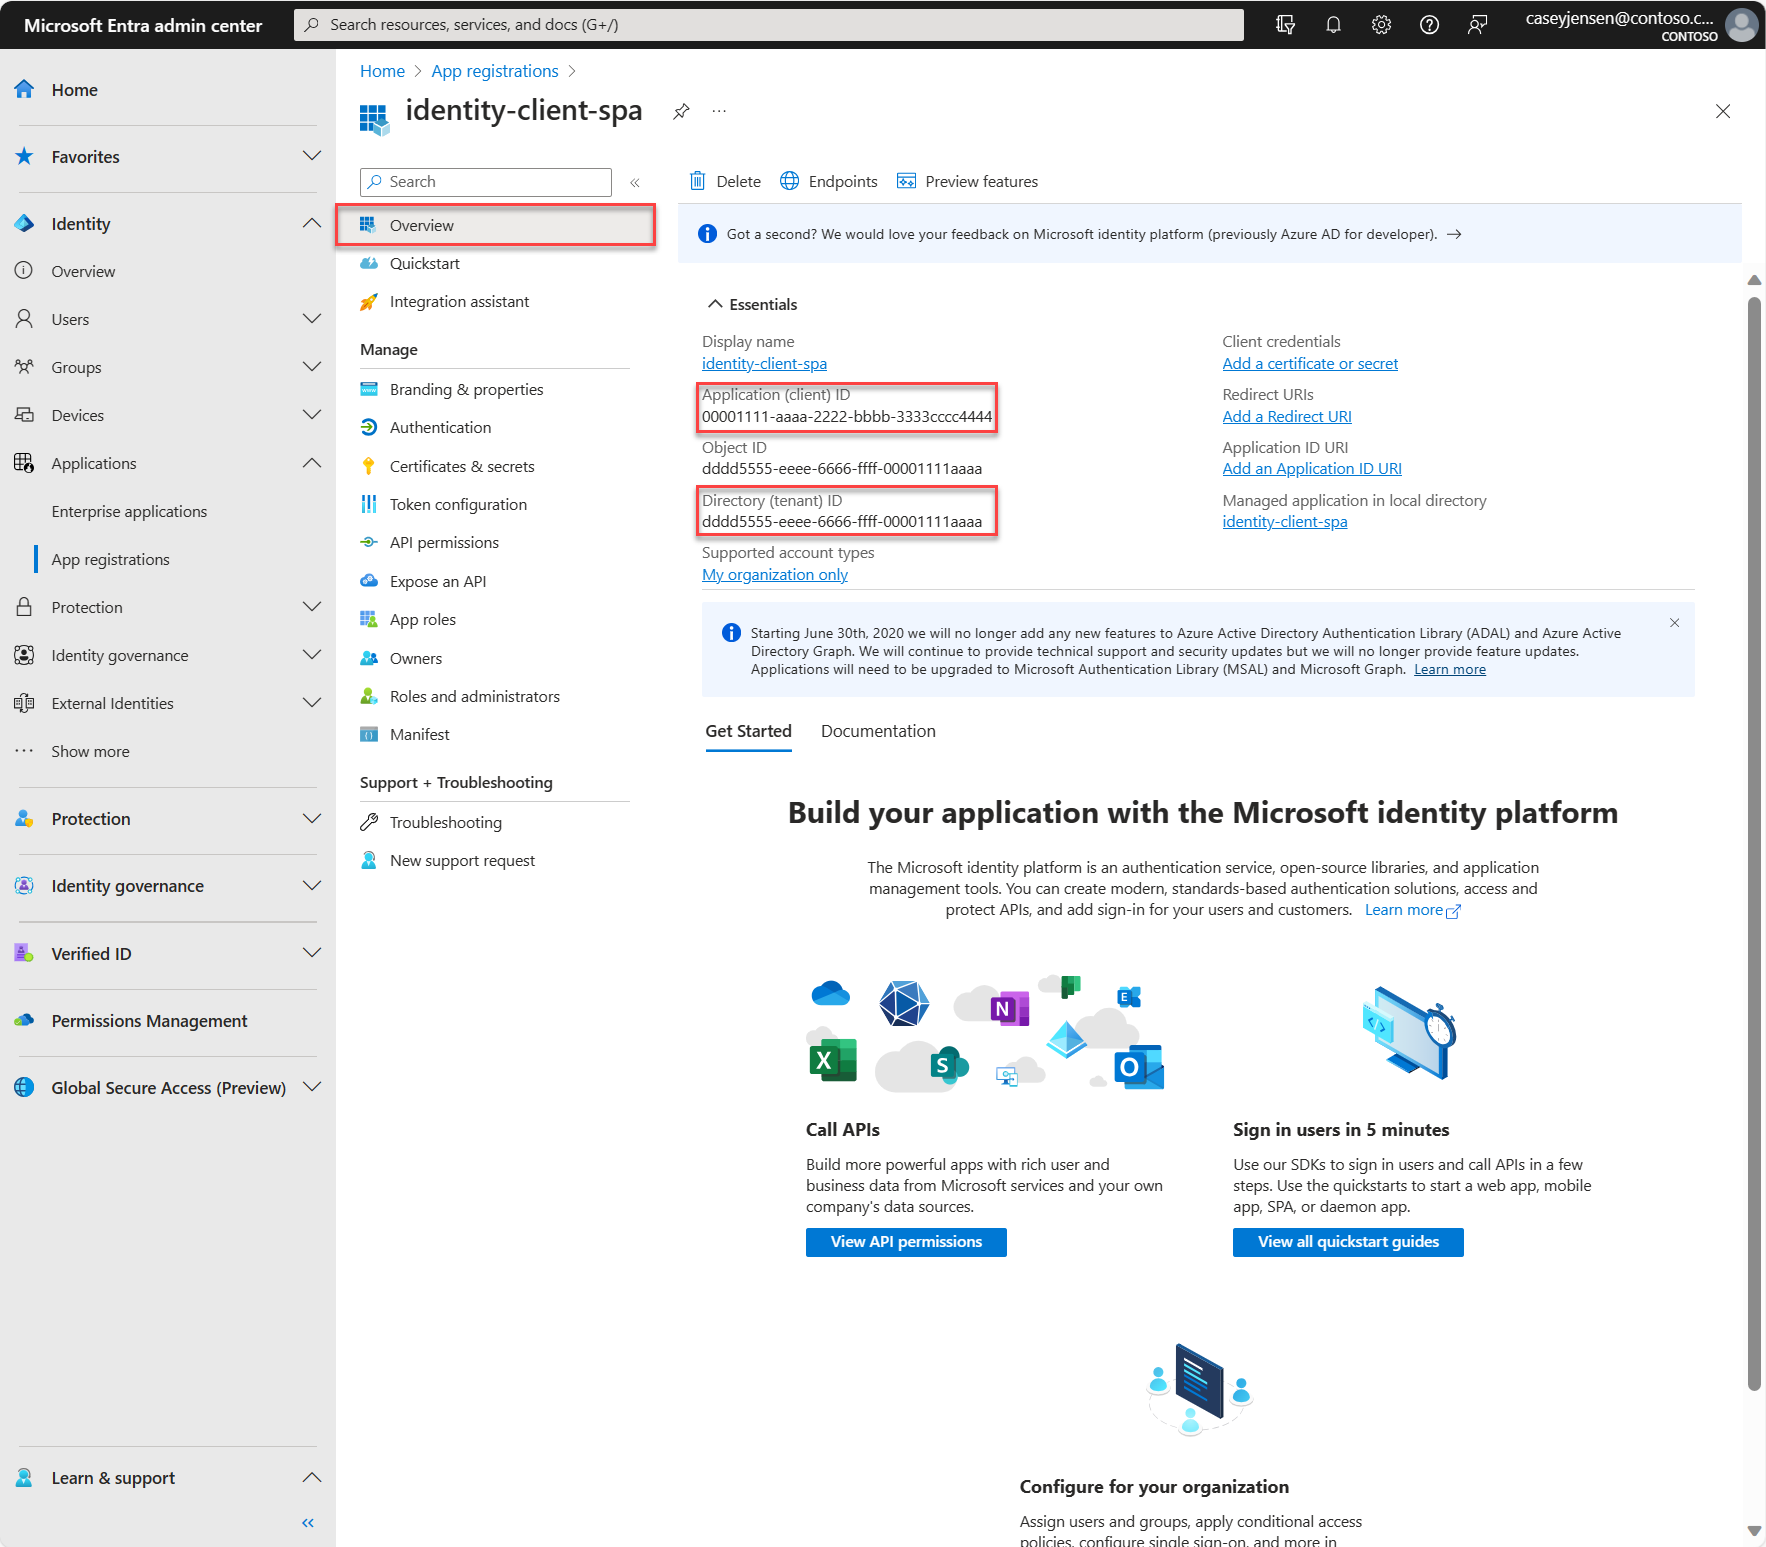 Microsoft Entra admin center
Search resources, services, and docs (G+/)
caseyjensen@contoso.c...
CONTOSO
Home
Favorites
Identity
Overview
Users
Groups
Devices
Applications
Enterprise applications
App registrations
Protection
Identity governance
External Identities
Show more
Protection
Identity governance
Verified ID
Permissions Management
Global Secure Access (Preview)
Learn & support
Home > App registrations >
identity-client-spa
Search
Overview
Quickstart
Integration assistant
Manage
Branding & properties
Authentication
Certificates & secrets
Token configuration
API permissions
Expose an API
App roles
Owners
Roles and administrators
Manifest
Support + Troubleshooting
Troubleshooting
New support request
Delete
Endpoints
Preview features
Got a second? We would love your feedback on Microsoft identity platform (previously Azure AD for developer). →
Essentials
Display name
identity-client-spa
Application (client) ID
00001111-aaaa-2222-bbbb-3333cccc4444
Object ID
dddd5555-eeee-6666-ffff-00001111aaaa
Directory (tenant) ID
dddd5555-eeee-6666-ffff-00001111aaaa
Supported account types
My organization only
Client credentials
Add a certificate or secret
Redirect URIs
Add a Redirect URI
Application ID URI
Add an Application ID URI
Managed application in local directory
identity-client-spa
Starting June 30th, 2020 we will no longer add any new features to Azure Active Directory Authentication Library (ADAL) and Azure Active
Directory Graph. We will continue to provide technical support and security updates but we will no longer provide feature updates.
Applications will need to be upgraded to Microsoft Authentication Library (MSAL) and Microsoft Graph. Learn more
Get Started
Documentation
Build your application with the Microsoft identity platform
The Microsoft identity platform is an authentication service, open-source libraries, and application
management tools. You can create modern, standards-based authentication solutions, access and
protect APIs, and add sign-in for your users and customers. Learn more
N
E
X
S
O
Call APIs
Build more powerful apps with rich user and
business data from Microsoft services and your own
company's data sources.
View API permissions
Sign in users in 5 minutes
Use our SDKs to sign in users and call APIs in a few
steps. Use the quickstarts to start a web app, mobile
app, SPA, or daemon app.
View all quickstart guides
Configure for your organization
Assign users and groups, apply conditional access
policies, configure single sign-on, and more in